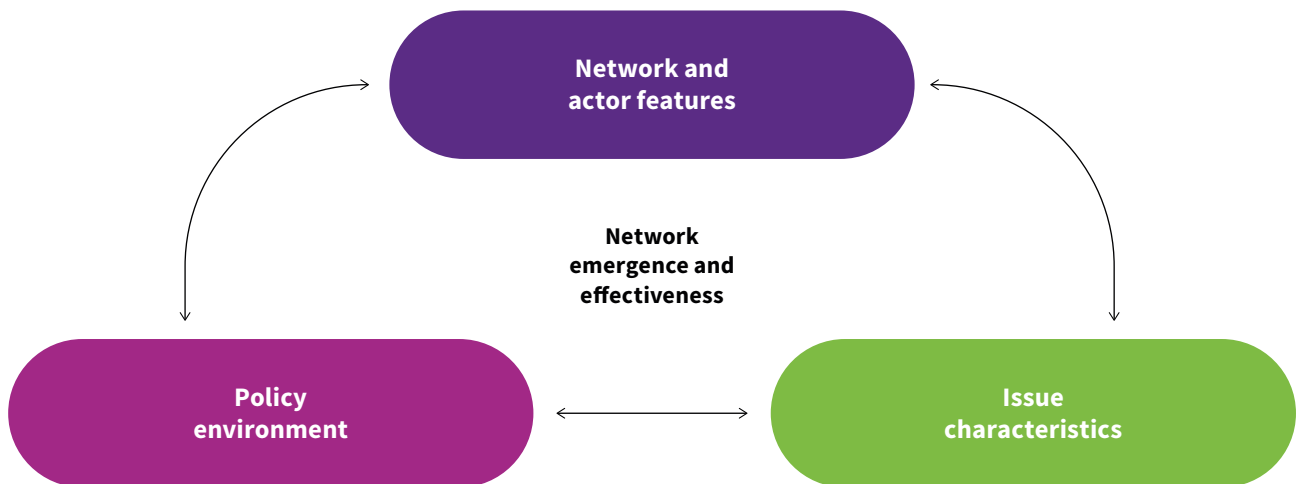 Network and
actor features
Network
emergence and
effectiveness
Policy
environment
Issue
characteristics